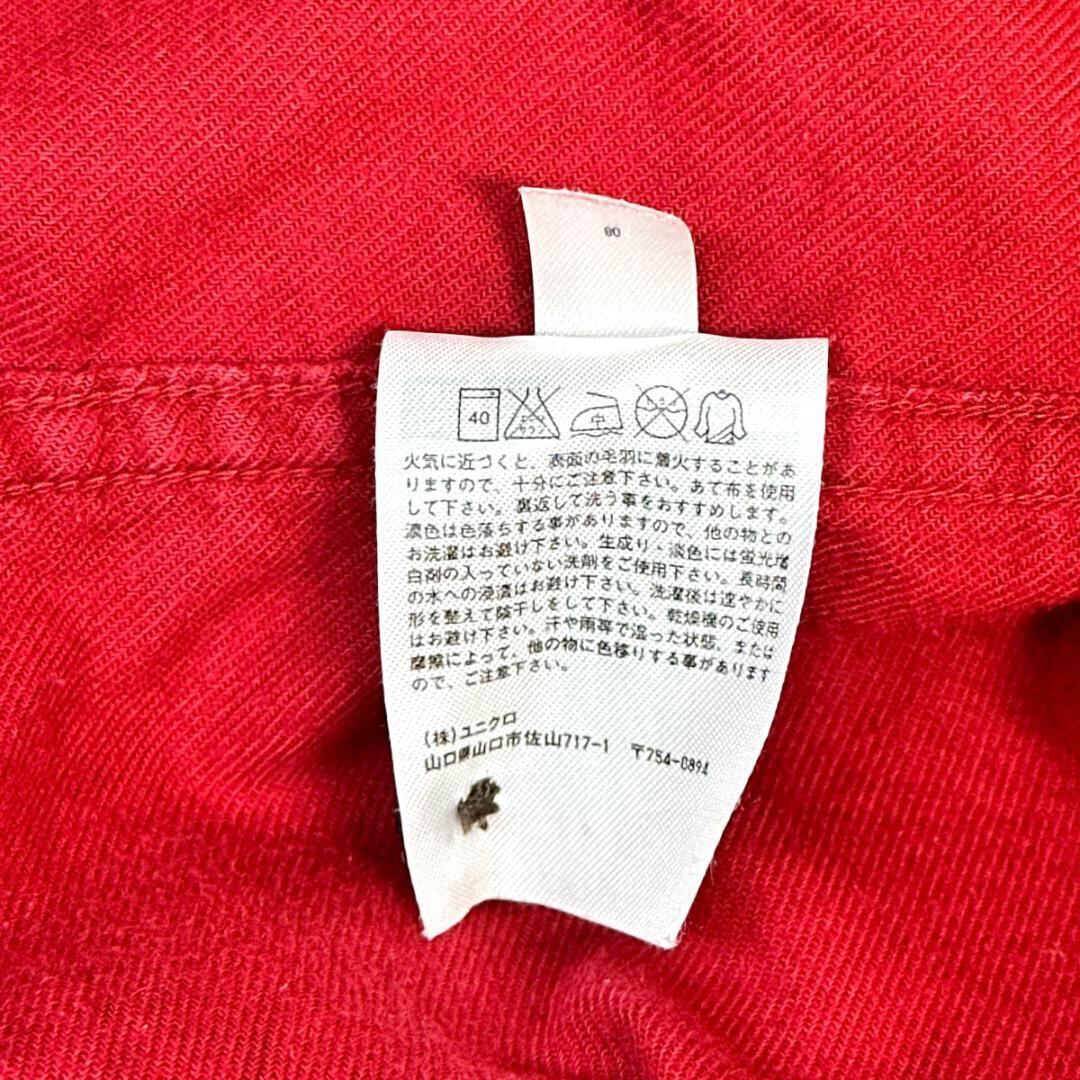 80
40
エンソ
サラシ
中
ドライ
火気に近づくと、表面の毛羽に着火することがあ
りますので、十分にご注意下さい。あて布を使用
して下さい。裏返して洗う事をおすすめします。
濃色は色落ちする事がありますので、他の物との
お洗濯はお避け下さい。生成り・淡色には蛍光増
白剤の入っていない洗剤をご使用下さい。長時間
の水への浸漬はお避け下さい。洗濯後は速やかに
形を整えて陰干しをして下さい。乾燥機のご使用
はお避け下さい。汗や雨等で湿った状態、または
摩擦によって、他の物に色移りする事があります
ので、ご注意下さい。
(株)ユニクロ
山口県山口市佐山717-1 〒754-0894